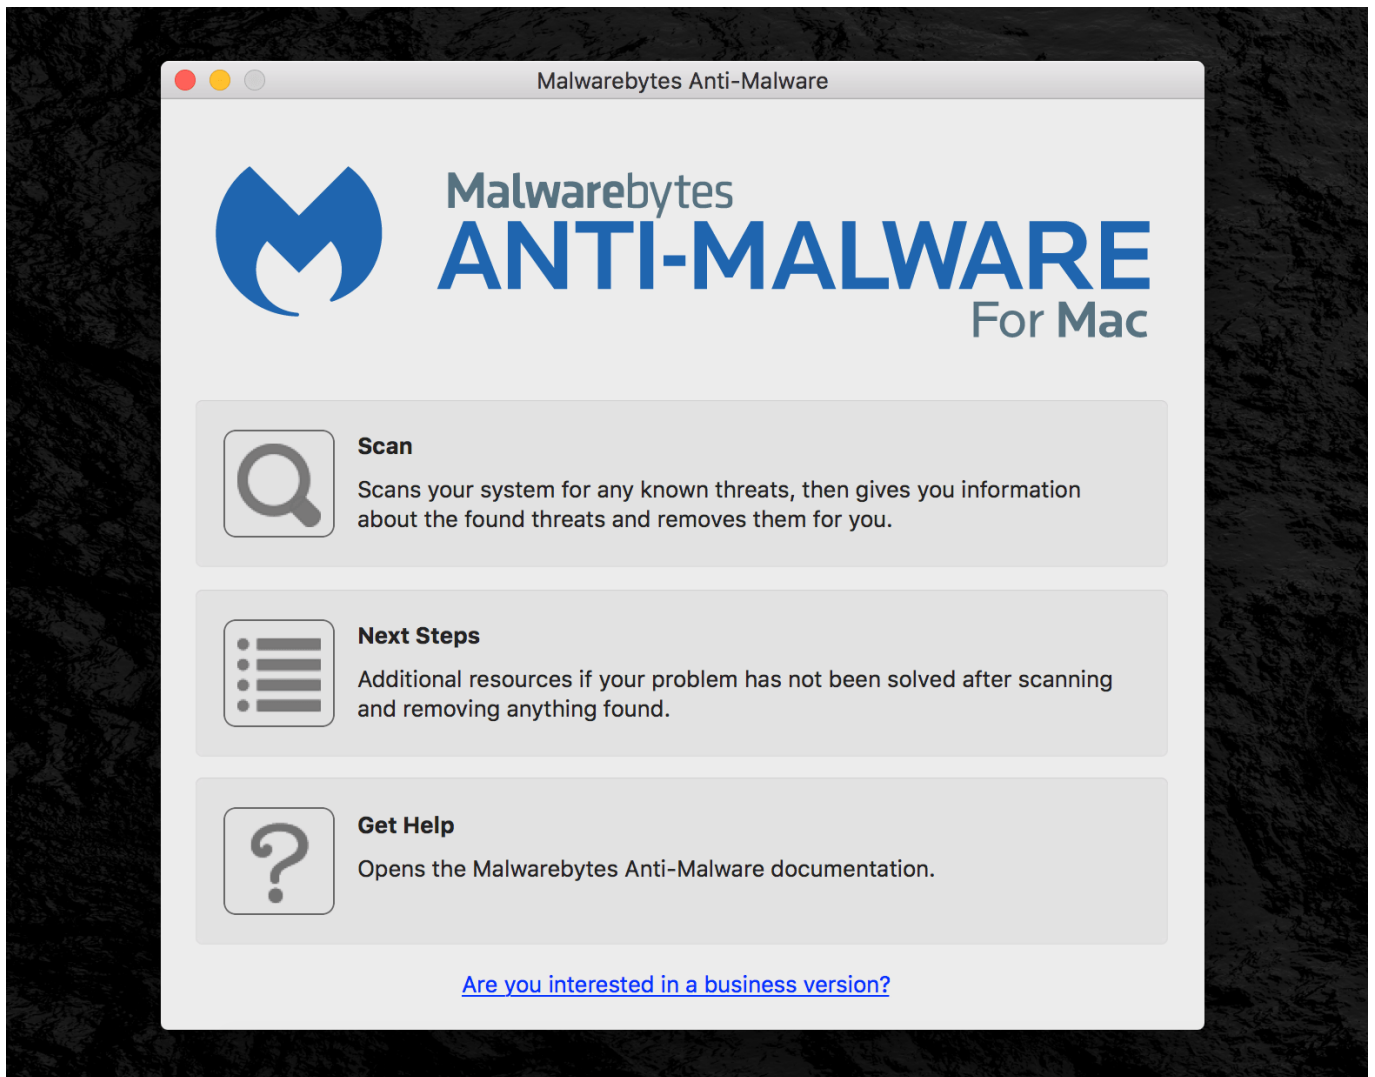 Malwarebytes Anti-Malware
Malwarebytes
ANTI-MALWARE
For Mac
Scan
Scans your system for any known threats, then gives you information
about the found threats and removes them for you.
Next Steps
Additional resources if your problem has not been solved after scanning
and removing anything found.
Get Help
Opens the Malwarebytes Anti-Malware documentation.
Are you interested in a business version?